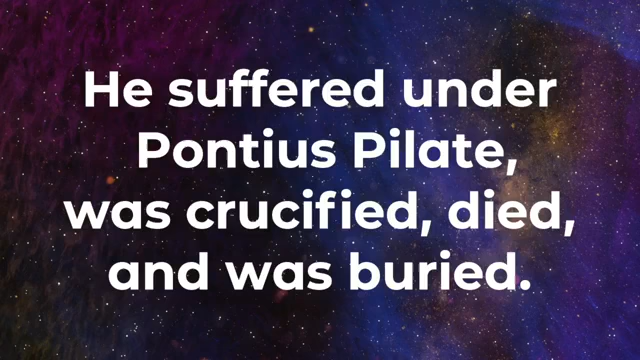 He suffered under
Pontius Pilate,
was crucified, died,
and was buried.